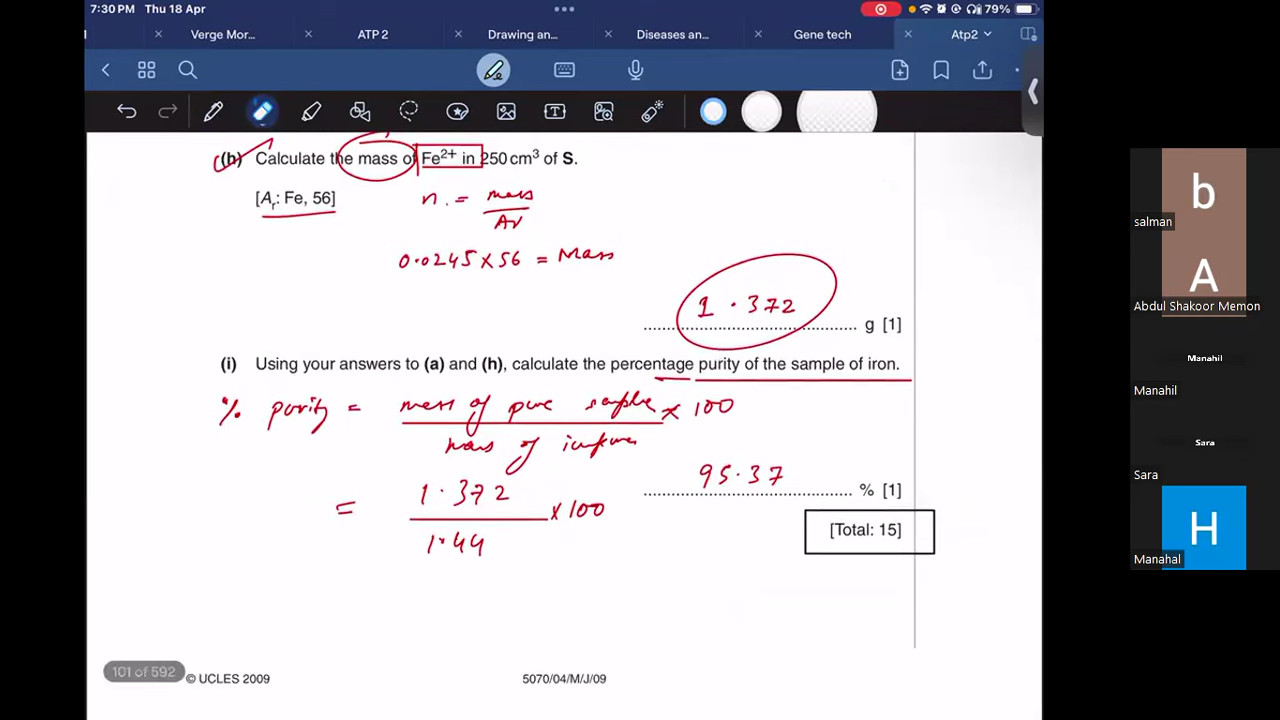 7:30 PM Thu 18 Apr
79%
Verge Mor...
ATP 2
Drawing an...
Diseases an...
Gene tech
Atp2
(h) Calculate the mass of Fe²⁺ in 250 cm³ of S.
[Aᵣ: Fe, 56]
n. = mass / Ar
0.0245 × 56 = Mass
1.372
g [1]
(i) Using your answers to (a) and (h), calculate the percentage purity of the sample of iron.
% purity = mass of pure sample / mass of × 100
= 1.372 / 1.44 × 100
95.37
% [1]
[Total: 15]
101 of 592
© UCLES 2009
5070/04/M/J/09
b
salman
A
Abdul Shakoor Memon
Manahil
Manahil
Sara
Sara
H
Manahal